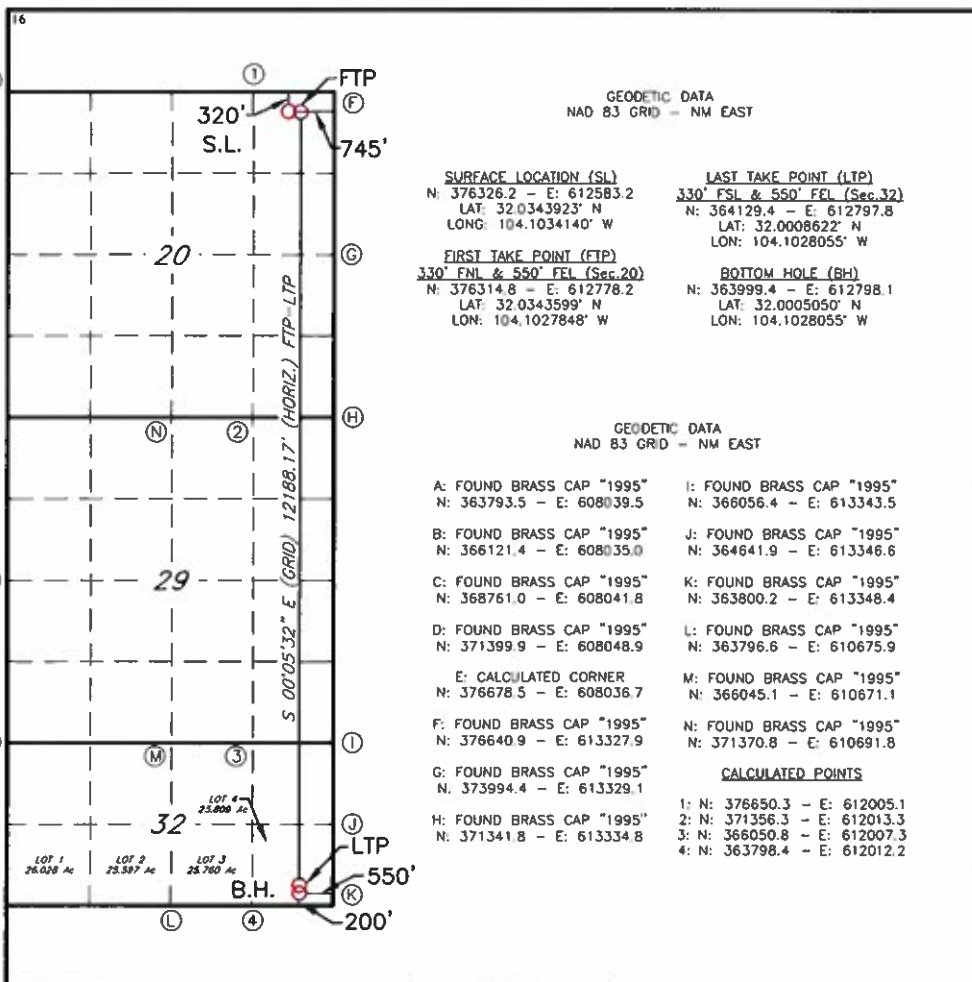 16
1
FTP
F
320'
S.L.
745'
20
G
S 00°05'32" E (GRID) 12188.17' (HORIZ.) FTP-LTP
H
N
2
29
M
3
I
LOT 4
25.809 Ac
32
J
LTP
LOT 1
26.028 Ac
LOT 2
25.597 Ac
LOT 3
25.760 Ac
B.H.
550'
K
L
4
200'
GEODETIC DATA
NAD 83 GRID - NM EAST
SURFACE LOCATION (SL)
N: 376326.2 - E: 612583.2
LAT: 32.0343923° N
LONG: 104.1034140° W
FIRST TAKE POINT (FTP)
330' FNL & 550' FEL (Sec.20)
N: 376314.8 - E: 612778.2
LAT: 32.0343599° N
LON: 104.1027848° W
LAST TAKE POINT (LTP)
330' FSL & 550' FEL (Sec.32)
N: 364129.4 - E: 612797.8
LAT: 32.0008622° N
LON: 104.1028055° W
BOTTOM HOLE (BH)
N: 363999.4 - E: 612798.1
LAT: 32.0005050° N
LON: 104.1028055° W
GEODETIC DATA
NAD 83 GRID - NM EAST
A: FOUND BRASS CAP "1995"
N: 363793.5 - E: 608039.5
B: FOUND BRASS CAP "1995"
N: 366121.4 - E: 608035.0
C: FOUND BRASS CAP "1995"
N: 368761.0 - E: 608041.8
D: FOUND BRASS CAP "1995"
N: 371399.9 - E: 608048.9
E: CALCULATED CORNER
N: 376678.5 - E: 608036.7
F: FOUND BRASS CAP "1995"
N: 376640.9 - E: 613327.9
G: FOUND BRASS CAP "1995"
N: 373994.4 - E: 613329.1
H: FOUND BRASS CAP "1995"
N: 371341.8 - E: 613334.8
I: FOUND BRASS CAP "1995"
N: 366056.4 - E: 613343.5
J: FOUND BRASS CAP "1995"
N: 364641.9 - E: 613346.6
K: FOUND BRASS CAP "1995"
N: 363800.2 - E: 613348.4
L: FOUND BRASS CAP "1995"
N: 363796.6 - E: 610675.9
M: FOUND BRASS CAP "1995"
N: 366045.1 - E: 610671.1
N: FOUND BRASS CAP "1995"
N: 371370.8 - E: 610691.8
CALCULATED POINTS
1: N: 376650.3 - E: 612005.1
2: N: 371356.3 - E: 612013.3
3: N: 366050.8 - E: 612007.3
4: N: 363798.4 - E: 612012.2